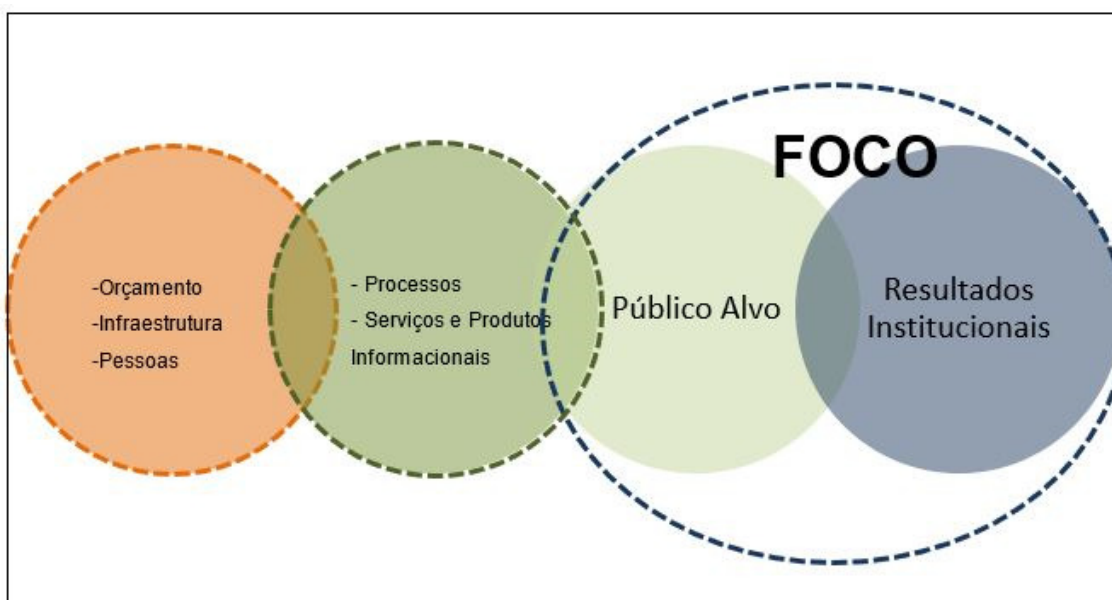 FOCO
-Orçamento
-Infraestrutura
-Pessoas
- Processos
- Serviços e Produtos
Informacionais
Público Alvo
Resultados
Institucionais